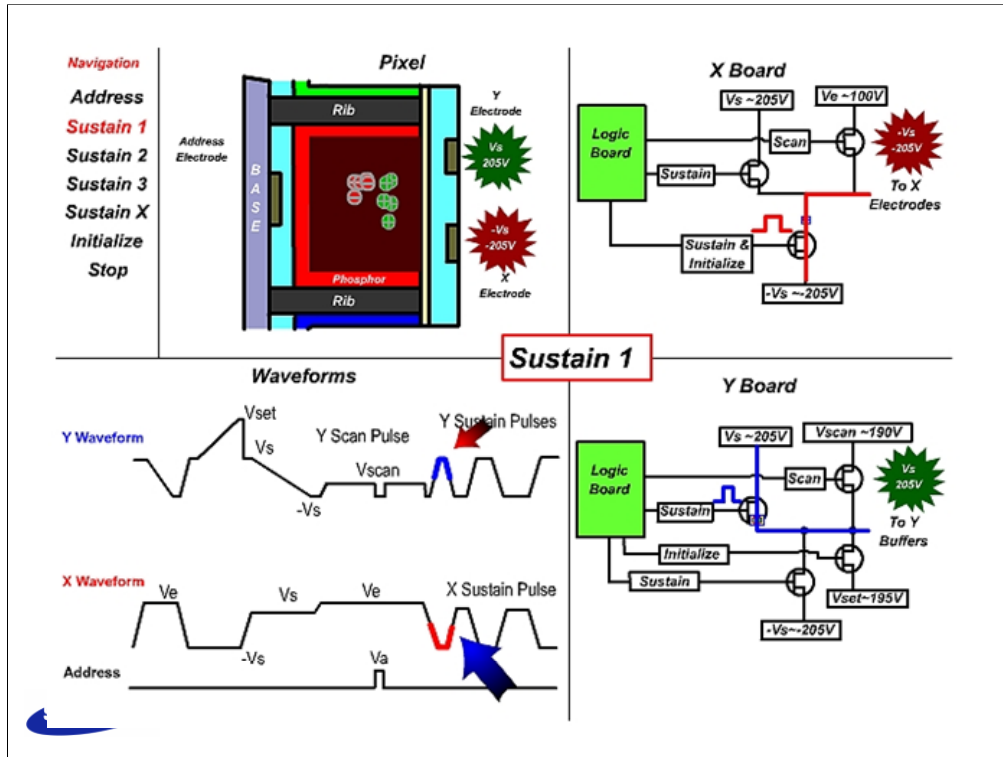 Navigation
Address
Sustain 1
Sustain 2
Sustain 3
Sustain X
Initialize
Stop
Pixel
Address
Electrode
BASE
Rib
Phosphor
Rib
Y
Electrode
Vs
205V
-Vs
-205V
X
Electrode
X Board
Vs ~205V
Ve ~100V
Logic
Board
Scan
Sustain
Sustain &
Initialize
-Vs
-205V
To X
Electrodes
-Vs ~-205V
Sustain 1
Waveforms
Y Waveform
Vset
Vs
-Vs
Y Scan Pulse
Vscan
Y Sustain Pulses
X Waveform
Ve
-Vs
Vs
Ve
X Sustain Pulse
Address
Va
Y Board
Vs ~205V
Vscan ~190V
Logic
Board
Scan
Sustain
Initialize
Sustain
Vs
205V
To Y
Buffers
Vset~195V
-Vs~-205V